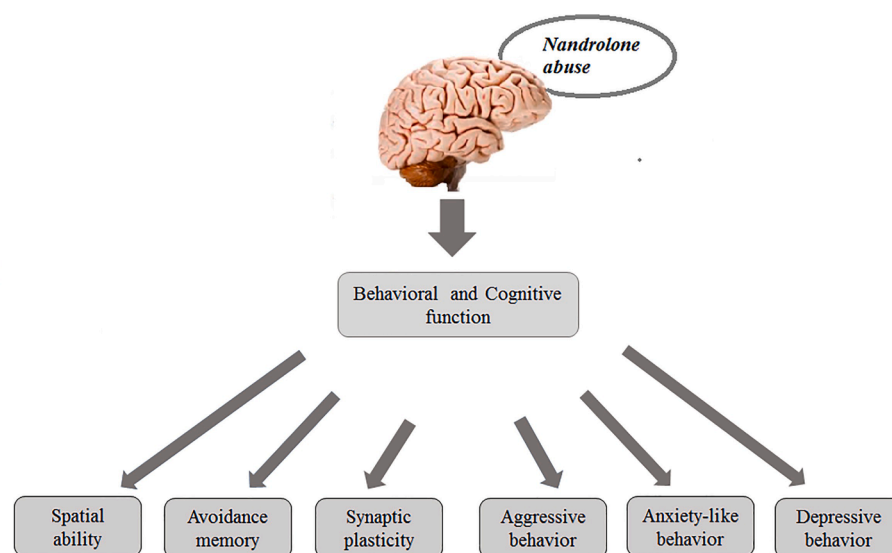 Nandrolone
abuse
Behavioral and Cognitive
function
Spatial
ability
Avoidance
memory
Synaptic
plasticity
Aggressive
behavior
Anxiety-like
behavior
Depressive
behavior